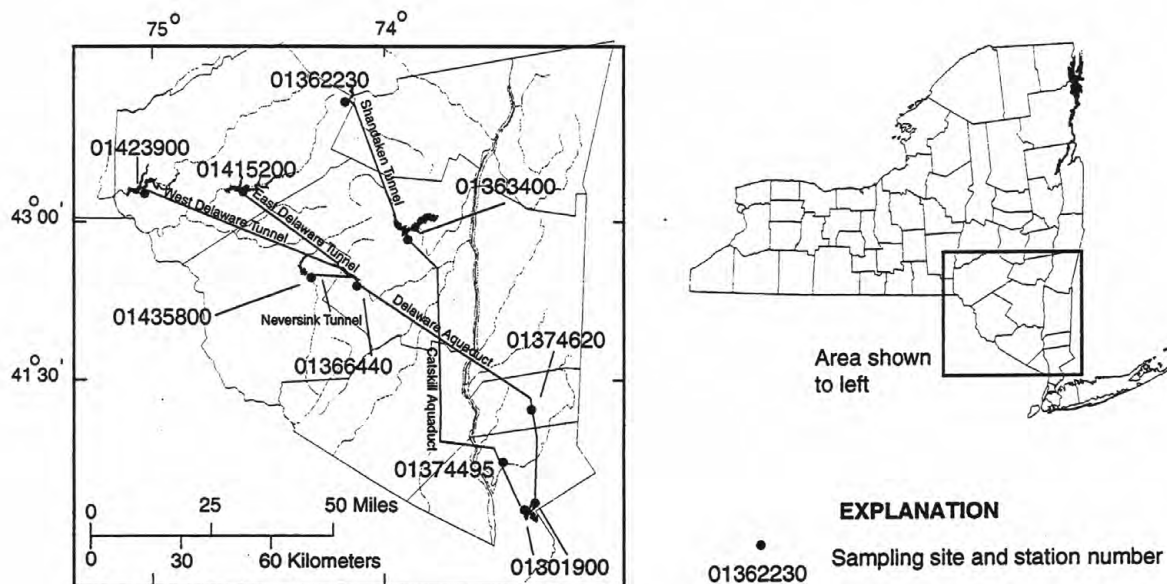 75°
74°
01362230
Shandaken Tunnel
01423900
01415200
01363400
West Delaware Tunnel
East Delaware Tunnel
43° 00'
01435800
Neversink Tunnel
Delaware Aquaduct
01374620
01366440
Catskill Aquaduct
41° 30'
01374495
0 25 50 Miles
0 30 60 Kilometers
01301900
Area shown
to left
EXPLANATION
01362230
Sampling site and station number